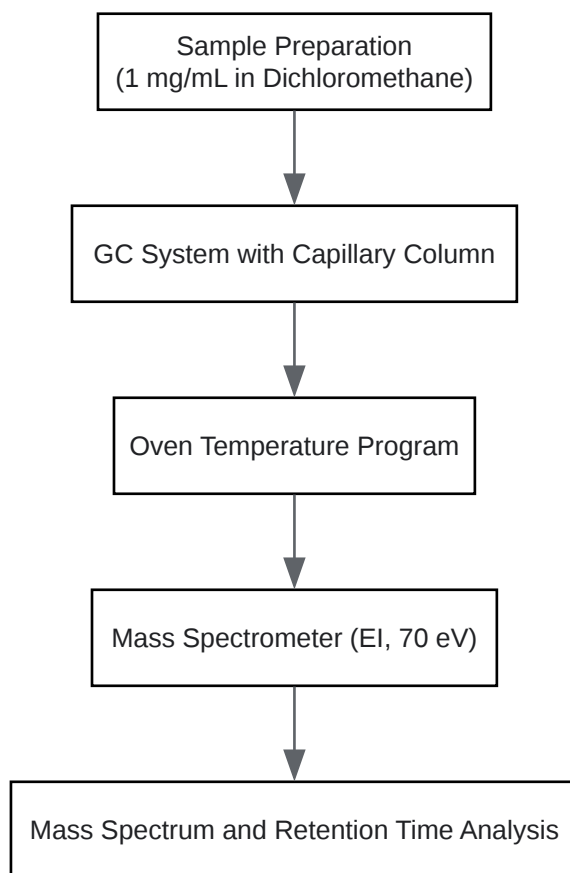 Sample Preparation
(1 mg/mL in Dichloromethane)
GC System with Capillary Column
Oven Temperature Program
Mass Spectrometer (EI, 70 eV)
Mass Spectrum and Retention Time Analysis